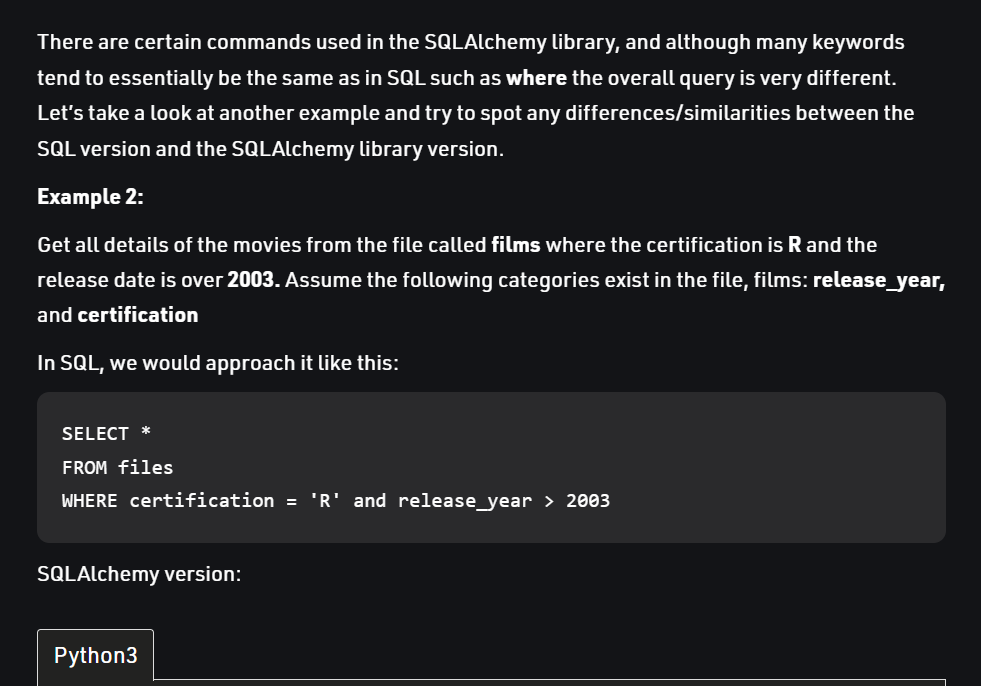 There are certain commands used in the SQLAlchemy library, and although many keywords
tend to essentially be the same as in SQL such as where the overall query is very different.
Let’s take a look at another example and try to spot any differences/similarities between the
SQL version and the SQLAlchemy library version.
Example 2:
Get all details of the movies from the file called films where the certification is R and the
release date is over 2003. Assume the following categories exist in the file, films: release_year,
and certification
In SQL, we would approach it like this:
SELECT *
FROM files
WHERE certification = 'R' and release_year > 2003
SQLAlchemy version:
Python3